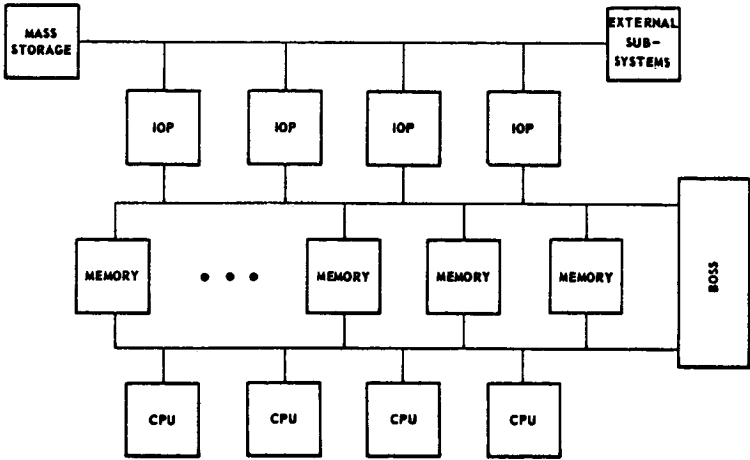 MASS
STORAGE
EXTERNAL
SUB-
SYSTEMS
IOP
IOP
IOP
IOP
MEMORY
MEMORY
MEMORY
MEMORY
BOSS
CPU
CPU
CPU
CPU